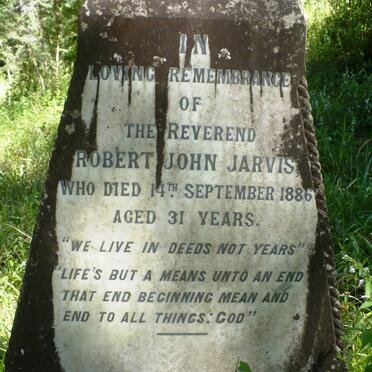 IN
LOVING REMEMBRANCE
OF
THE REVEREND
ROBERT JOHN JARVIS
WHO DIED 14TH SEPTEMBER 1886
AGED 31 YEARS.
"WE LIVE IN DEEDS NOT YEARS"
"LIFE'S BUT A MEANS UNTO AN END
THAT END BEGINNING MEAN AND
END TO ALL THINGS: GOD"